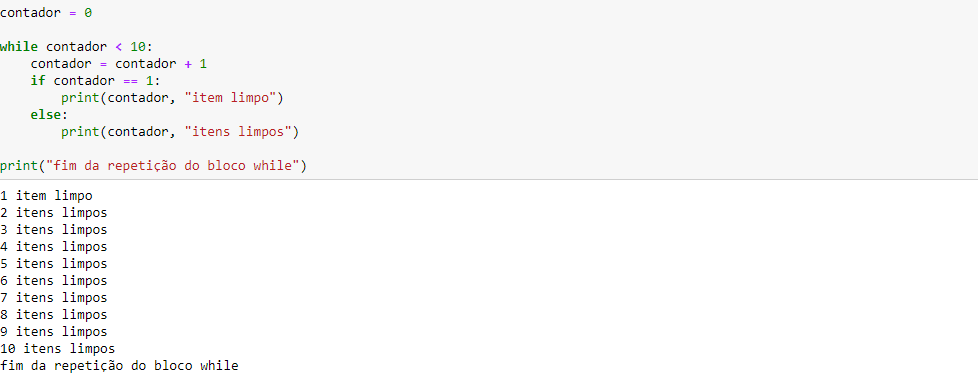 contador = 0
while contador < 10:
    contador = contador + 1
    if contador == 1:
        print(contador, "item limpo")
    else:
        print(contador, "itens limpos")
print("fim da repetição do bloco while")
1 item limpo
2 itens limpos
3 itens limpos
4 itens limpos
5 itens limpos
6 itens limpos
7 itens limpos
8 itens limpos
9 itens limpos
10 itens limpos
fim da repetição do bloco while